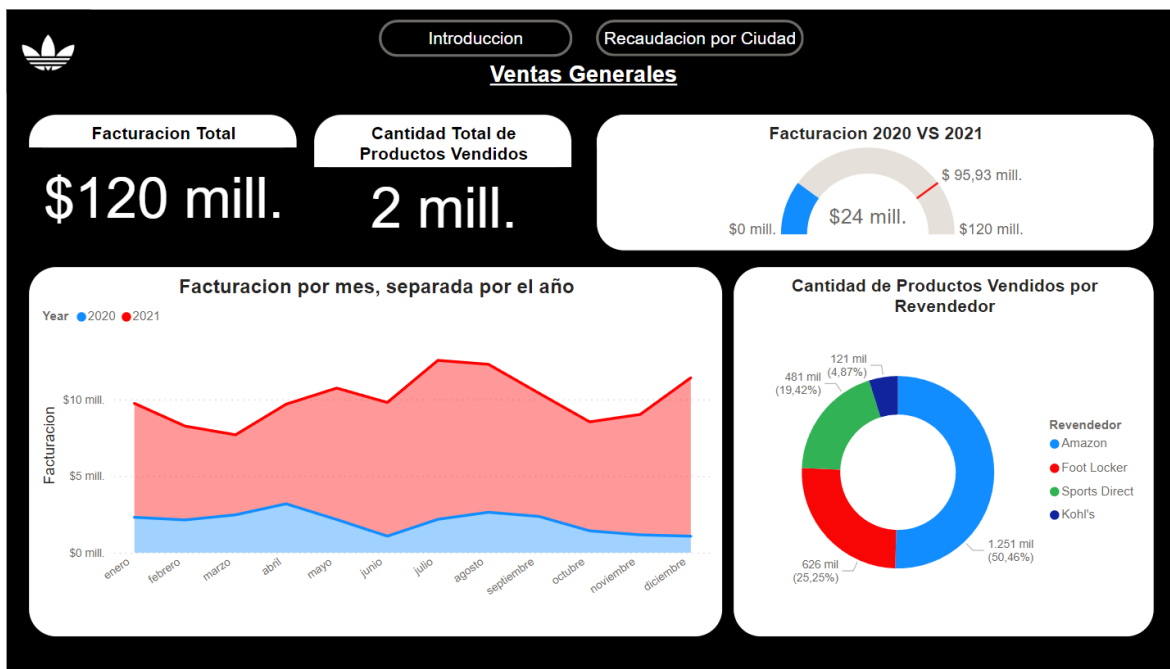 Introduccion
Recaudacion por Ciudad
Ventas Generales
Facturacion Total
$120 mill.
Cantidad Total de
Productos Vendidos
2 mill.
Facturacion 2020 VS 2021
$ 95,93 mill.
$24 mill.
$0 mill.
$120 mill.
Facturacion por mes, separada por el año
Year 2020 2021
Facturacion
$10 mill.
$5 mill.
$0 mill.
enero
febrero
marzo
abril
mayo
junio
julio
agosto
septiembre
octubre
noviembre
diciembre
Cantidad de Productos Vendidos por
Revendedor
121 mil
(4,87%)
481 mil
(19,42%)
626 mil
(25,25%)
1.251 mil
(50,46%)
Revendedor
Amazon
Foot Locker
Sports Direct
Kohl's